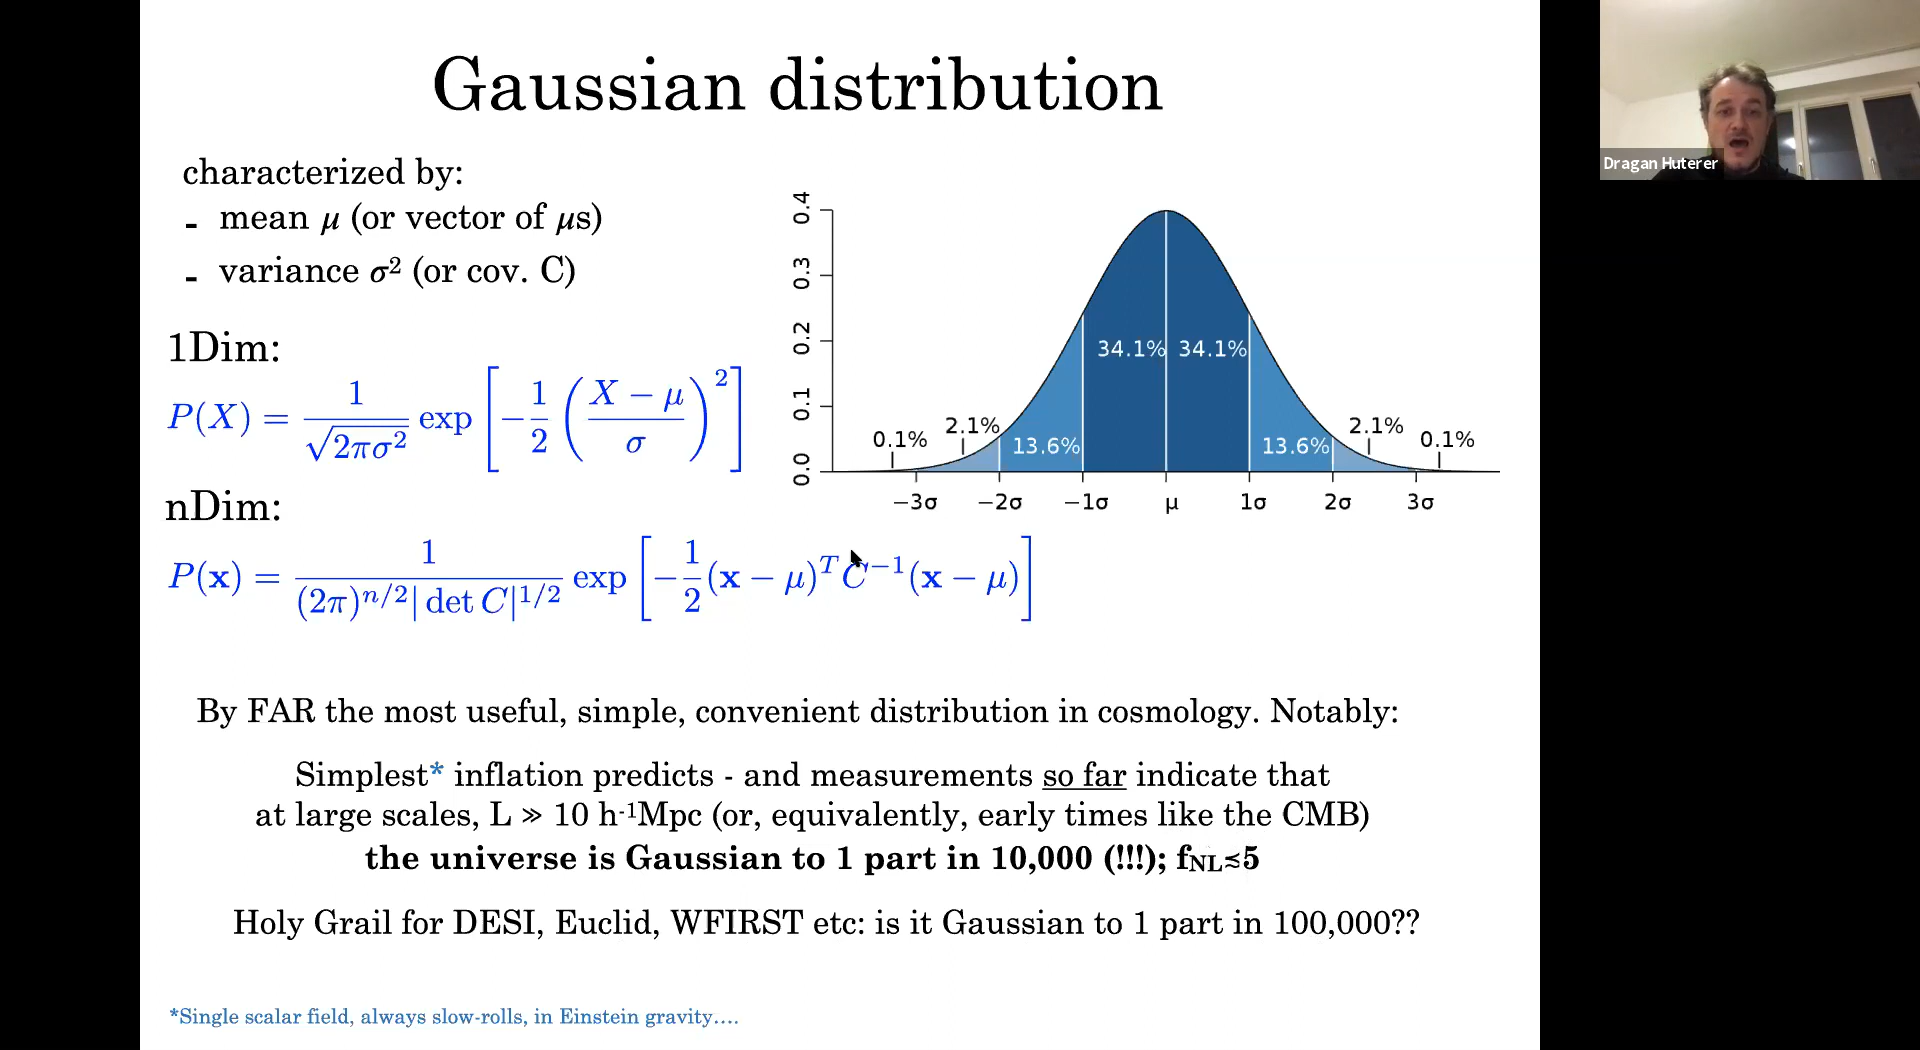 Gaussian distribution
characterized by:
- mean μ (or vector of μs)
- variance σ² (or cov. C)
1Dim:
P(X) = 1/√(2πσ²) exp [ −1/2 ( (X − μ)/σ )² ]
nDim:
P(x) = 1/((2π)^{n/2} | det C|^{1/2}) exp [ −1/2 (x − μ)^T C^{−1} (x − μ) ]
0.4
0.3
0.2
0.1
0.0
34.1% 34.1%
0.1% 2.1% 13.6% 13.6% 2.1% 0.1%
−3σ −2σ −1σ μ 1σ 2σ 3σ
By FAR the most useful, simple, convenient distribution in cosmology. Notably:
Simplest* inflation predicts - and measurements so far indicate that
at large scales, L ≫ 10 h⁻¹Mpc (or, equivalently, early times like the CMB)
the universe is Gaussian to 1 part in 10,000 (!!!); fNL≲5
Holy Grail for DESI, Euclid, WFIRST etc: is it Gaussian to 1 part in 100,000??
*Single scalar field, always slow-rolls, in Einstein gravity....
Dragan Huterer